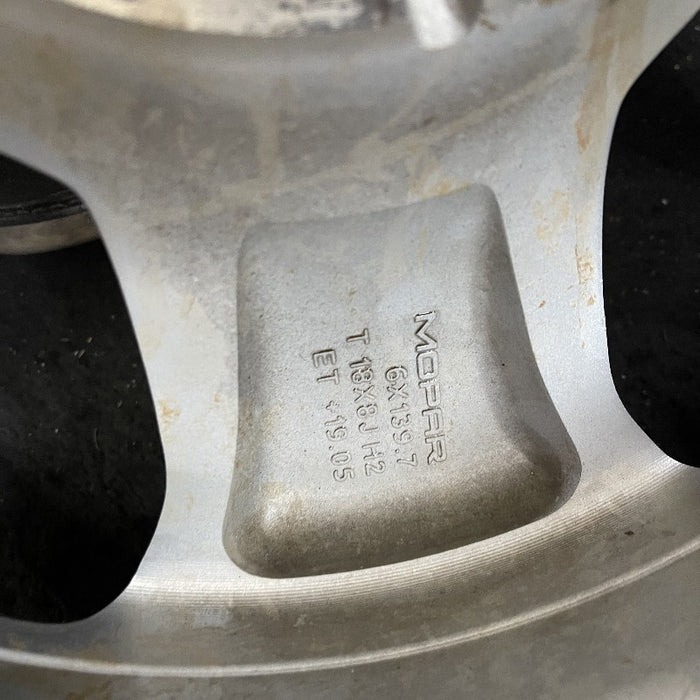 MOPAR
6X139.7
T 18X8J H2
ET +19.05